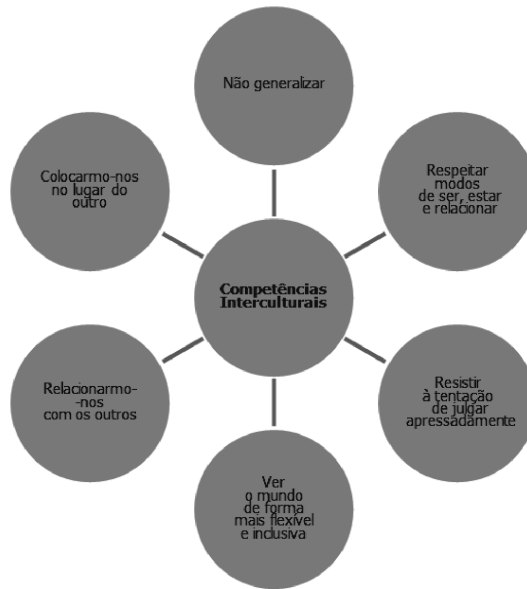 Não generalizar
Colocarmo-nos
no lugar do
outro
Respeitar
modos
de ser, estar
e relacionar
Competências
Interculturais
Relacionarmo-
-nos
com os outros
Resistir
à tentação
de julgar
apressadamente
Ver
o mundo
de forma
mais flexível
e inclusiva